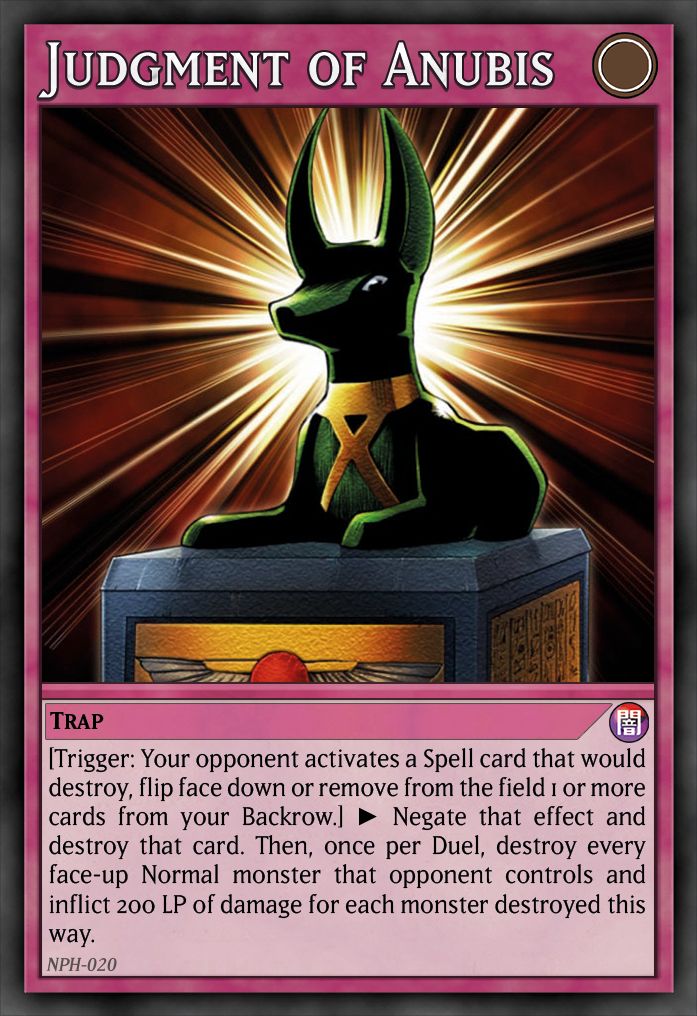 Judgment of Anubis
Trap
闇
[Trigger: Your opponent activates a Spell card that would
destroy, flip face down or remove from the field 1 or more
cards from your Backrow.] ► Negate that effect and
destroy that card. Then, once per Duel, destroy every
face-up Normal monster that opponent controls and
inflict 200 LP of damage for each monster destroyed this
way.
NPH-020